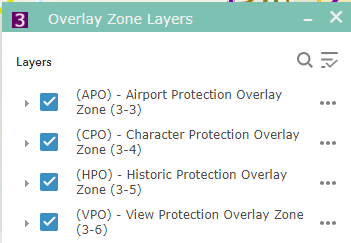 3 Overlay Zone Layers
Layers
(APO) - Airport Protection Overlay
Zone (3-3)
(CPO) - Character Protection Overlay
Zone (3-4)
(HPO) - Historic Protection Overlay
Zone (3-5)
(VPO) - View Protection Overlay Zone
(3-6)